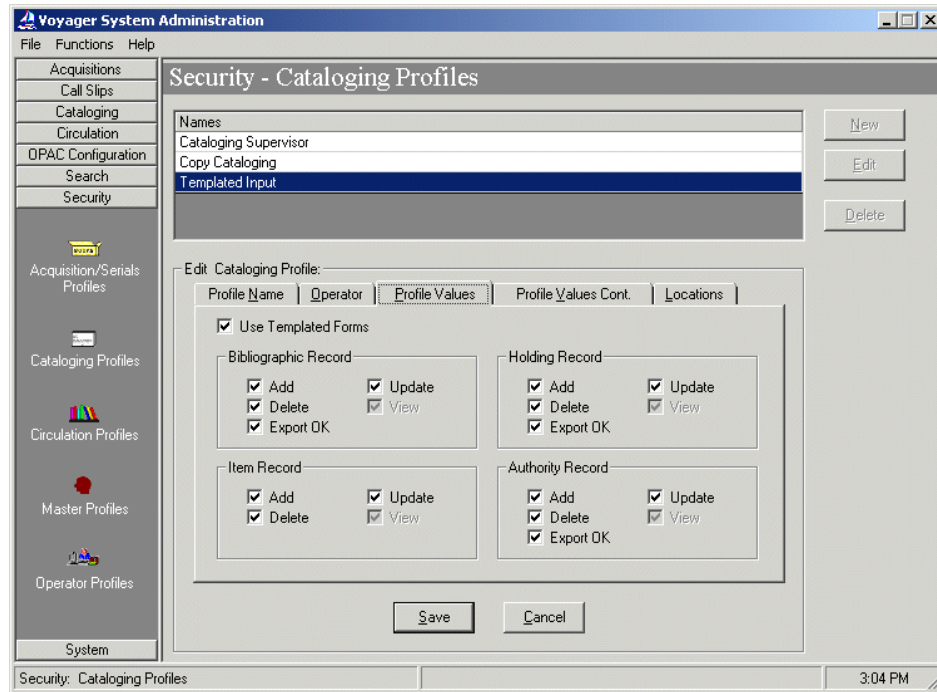 Voyager System Administration
File Functions Help
Acquisitions
Call Slips
Cataloging
Circulation
OPAC Configuration
Search
Security
Acquisition/Serials
Profiles
Cataloging Profiles
Circulation Profiles
Master Profiles
Operator Profiles
System
Security - Cataloging Profiles
Names
Cataloging Supervisor
Copy Cataloging
Templated Input
New
Edit
Delete
Edit Cataloging Profile:
Profile Name Operator Profile Values Profile Values Cont. Locations
Use Templated Forms
Bibliographic Record
Add Update
Delete View
Export OK
Holding Record
Add Update
Delete View
Export OK
Item Record
Add Update
Delete View
Authority Record
Add Update
Delete View
Export OK
Save Cancel
Security: Cataloging Profiles 3:04 PM